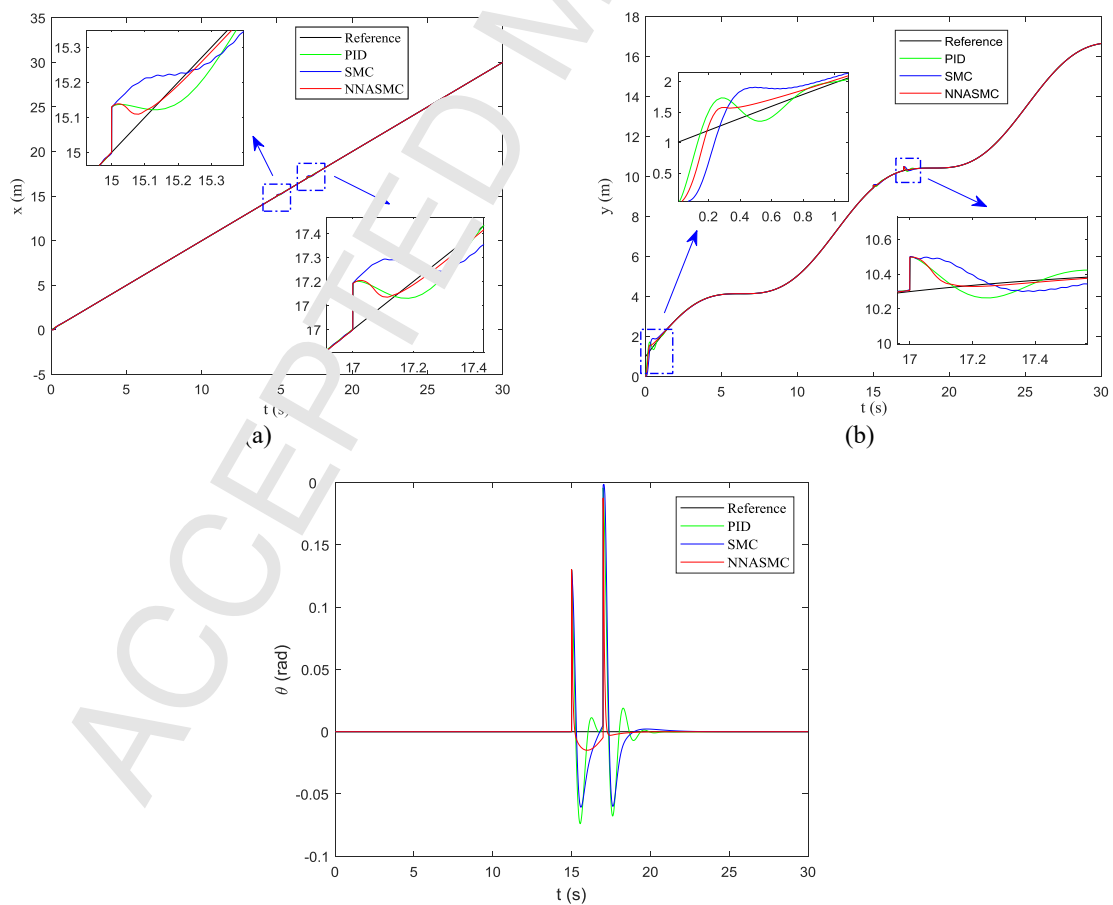 35
30
25
20
15
10
5
0
-5
x (m)
0 5 10 15 20 25 30
t (s)
Reference
PID
SMC
NNASMC
15.3
15.2
15.1
15
15 15.1 15.2 15.3
17.4
17.3
17.2
17.1
17
17 17.2 17.4
(a)
18
16
14
12
10
8
6
4
2
0
y (m)
0 5 10 15 20 25 30
t (s)
Reference
PID
SMC
NNASMC
2
1.5
1
0.5
0.2 0.4 0.6 0.8 1
10.6
10.4
10.2
10
17 17.2 17.4
(b)
0
0.15
0.1
0.05
0
-0.05
-0.1
θ (rad)
0 5 10 15 20 25 30
t (s)
Reference
PID
SMC
NNASMC
ACCEPTED M